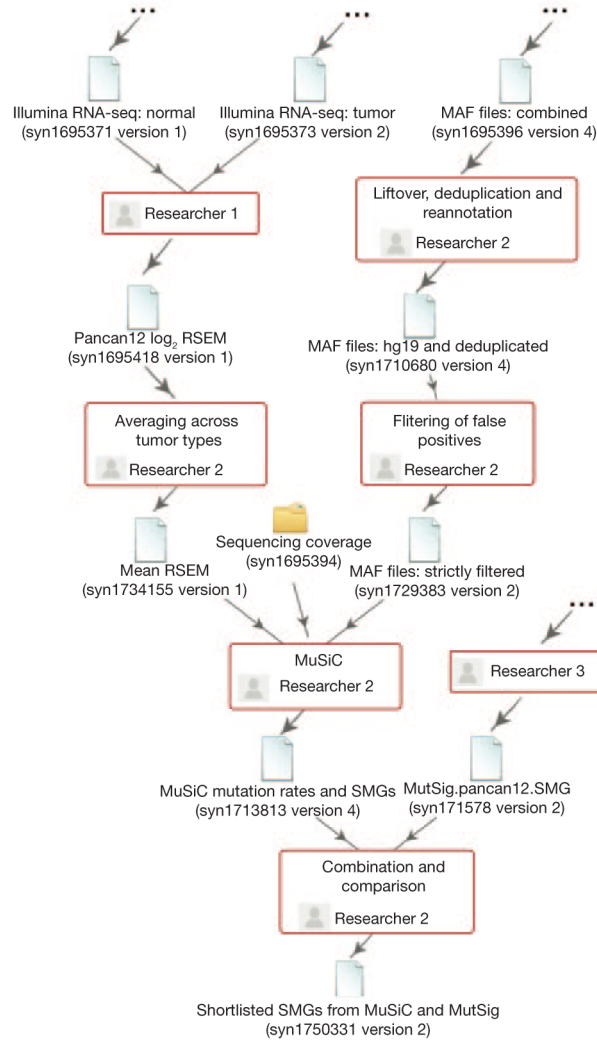 ...
...
...
Illumina RNA-seq: normal
(syn1695371 version 1)
Illumina RNA-seq: tumor
(syn1695373 version 2)
MAF files: combined
(syn1695396 version 4)
Researcher 1
Liftover, deduplication and
reannotation
Researcher 2
Pancan12 log₂ RSEM
(syn1695418 version 1)
MAF files: hg19 and deduplicated
(syn1710680 version 4)
Averaging across
tumor types
Researcher 2
Flitering of false
positives
Researcher 2
Sequencing coverage
(syn1695394)
Mean RSEM
(syn1734155 version 1)
MAF files: strictly filtered
(syn1729383 version 2)
...
MuSiC
Researcher 2
Researcher 3
MuSiC mutation rates and SMGs
(syn1713813 version 4)
MutSig.pancan12.SMG
(syn171578 version 2)
Combination and
comparison
Researcher 2
Shortlisted SMGs from MuSiC and MutSig
(syn1750331 version 2)